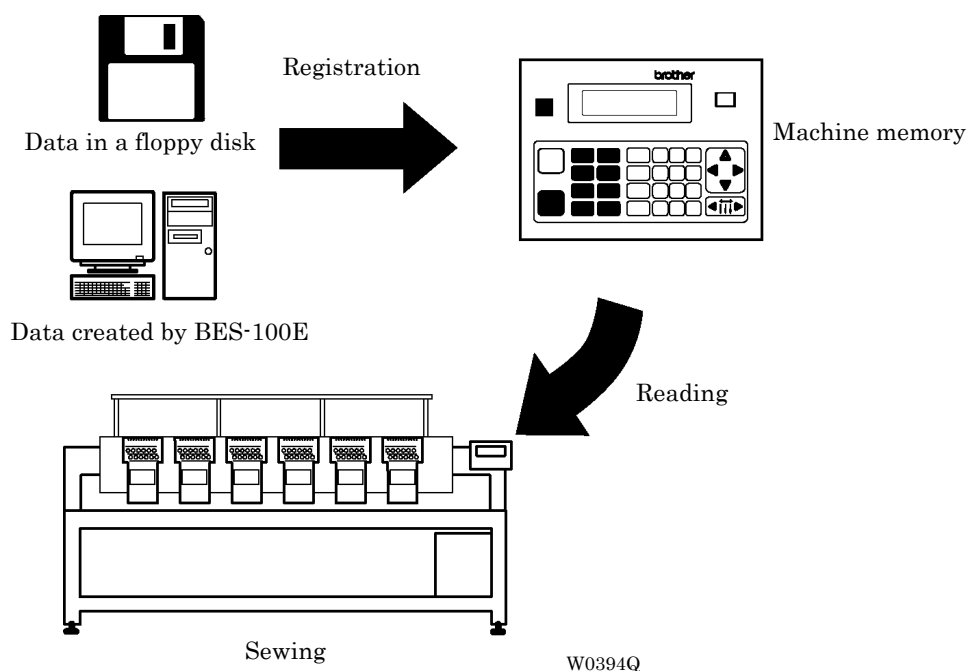 Registration
brother
Data in a floppy disk
Machine memory
Data created by BES-100E
Reading
Sewing
W0394Q